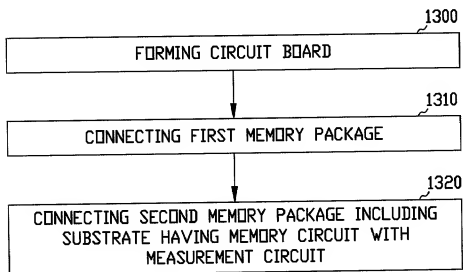 1300
FORMING CIRCUIT BOARD
1310
CONNECTING FIRST MEMORY PACKAGE
1320
CONNECTING SECOND MEMORY PACKAGE INCLUDING
SUBSTRATE HAVING MEMORY CIRCUIT WITH
MEASUREMENT CIRCUIT